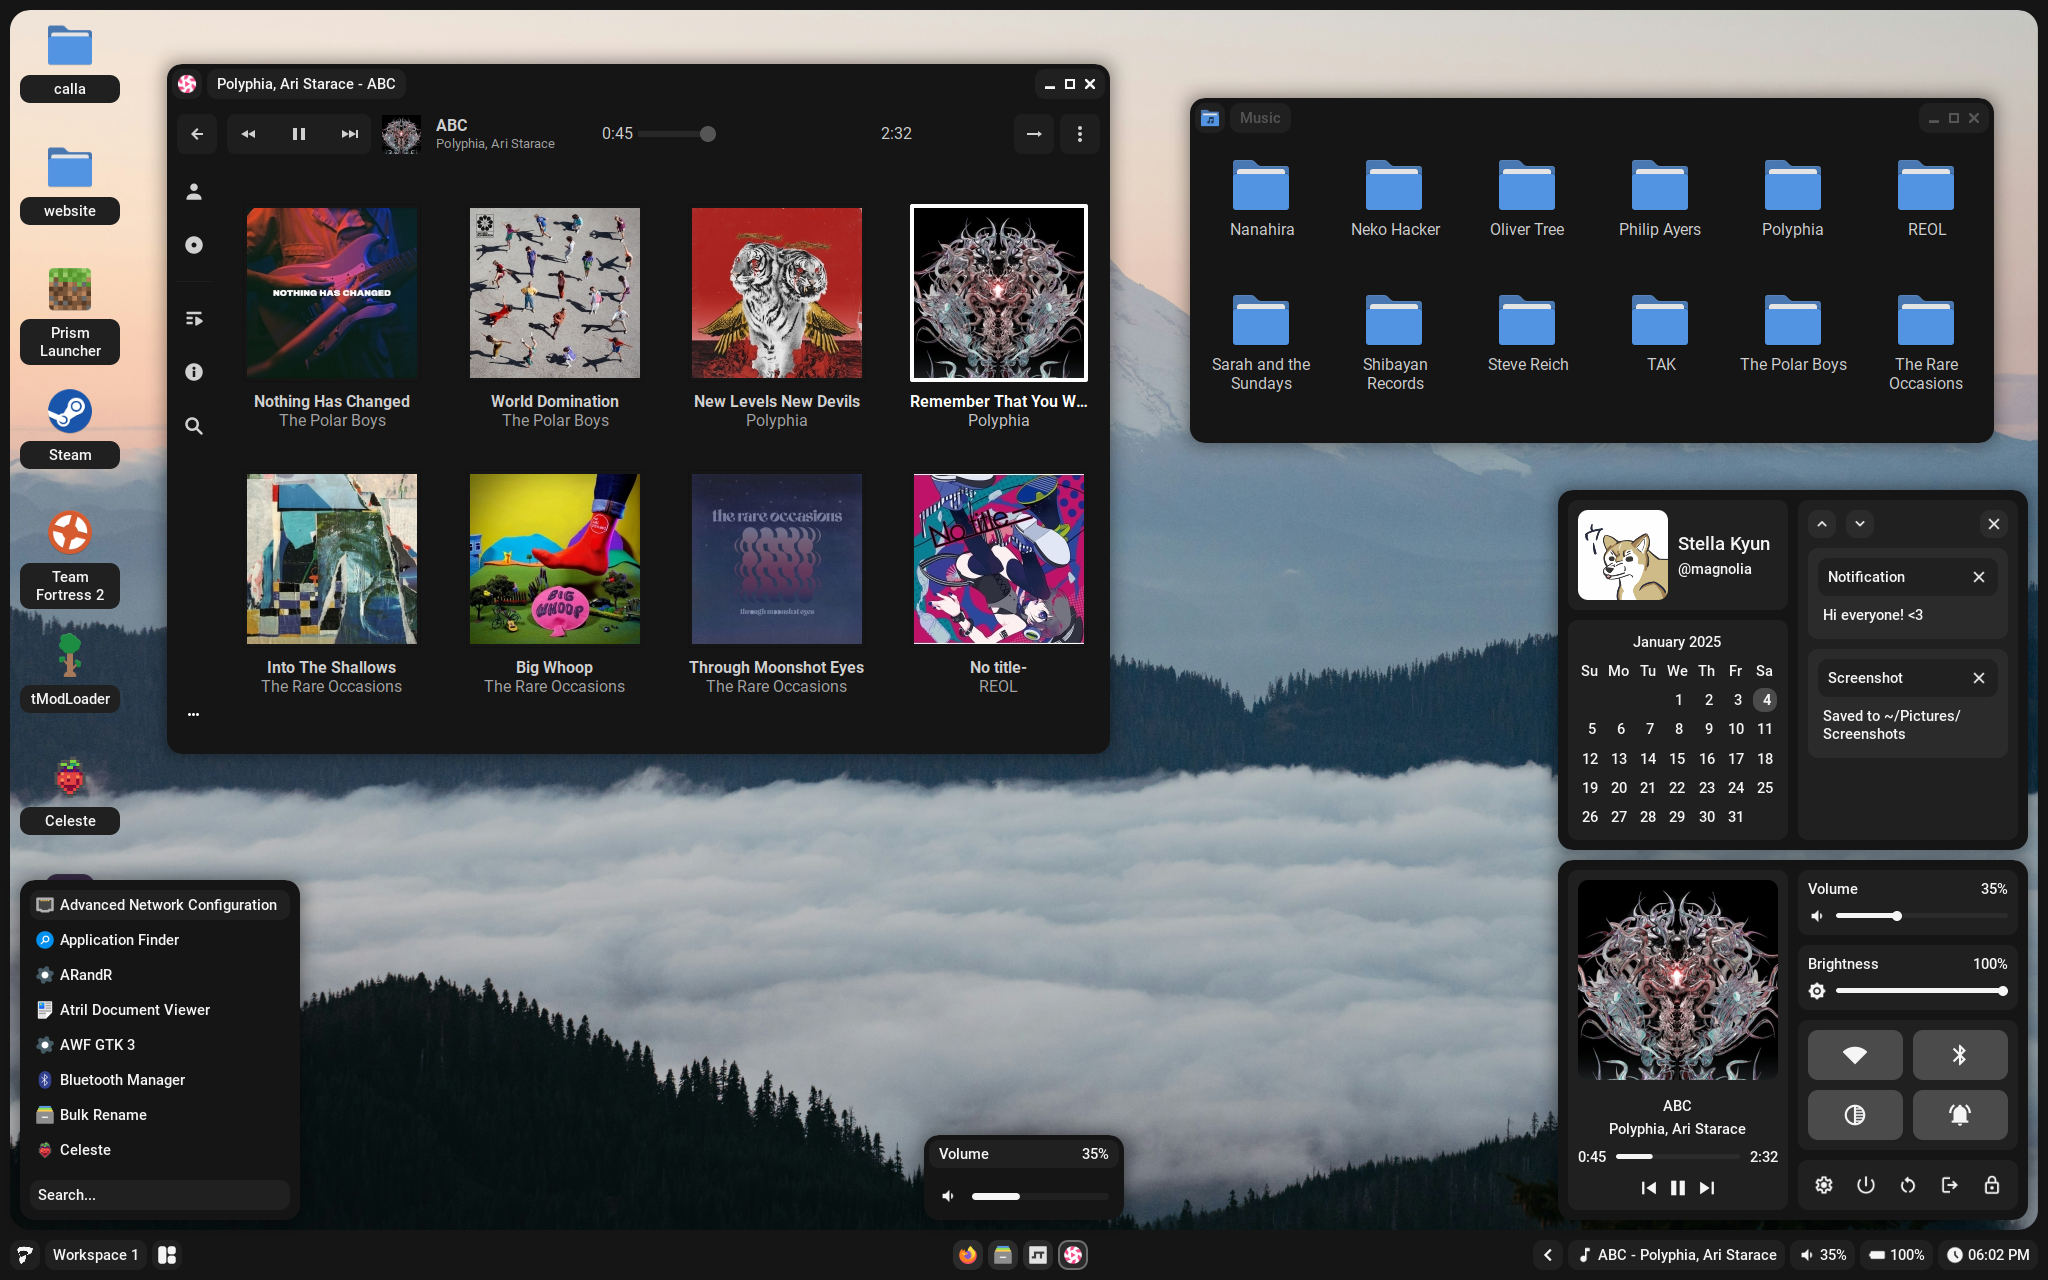 calla
website
Prism
Launcher
Steam
Team
Fortress 2
tModLoader
Celeste
Polyphia, Ari Starace - ABC
ABC
Polyphia, Ari Starace
0:45
2:32
NOTHING HAS CHANGED
Nothing Has Changed
The Polar Boys
World Domination
The Polar Boys
New Levels New Devils
Polyphia
Remember That You W...
Polyphia
the rare occasions
through moonshot eyes
BIG
WHOOP
No title-
Into The Shallows
The Rare Occasions
Big Whoop
The Rare Occasions
Through Moonshot Eyes
The Rare Occasions
No title-
REOL
Music
Nanahira
Neko Hacker
Oliver Tree
Philip Ayers
Polyphia
REOL
Sarah and the
Sundays
Shibayan
Records
Steve Reich
TAK
The Polar Boys
The Rare
Occasions
Stella Kyun
@magnolia
January 2025
Su Mo Tu We Th Fr Sa
1 2 3 4
5 6 7 8 9 10 11
12 13 14 15 16 17 18
19 20 21 22 23 24 25
26 27 28 29 30 31
Notification
Hi everyone! <3
Screenshot
Saved to ~/Pictures/
Screenshots
ABC
Polyphia, Ari Starace
0:45
2:32
Volume
35%
Brightness
100%
Advanced Network Configuration
Application Finder
ARandR
Atril Document Viewer
AWF GTK 3
Bluetooth Manager
Bulk Rename
Celeste
Search...
Volume
35%
Workspace 1
ABC - Polyphia, Ari Starace
35%
100%
06:02 PM